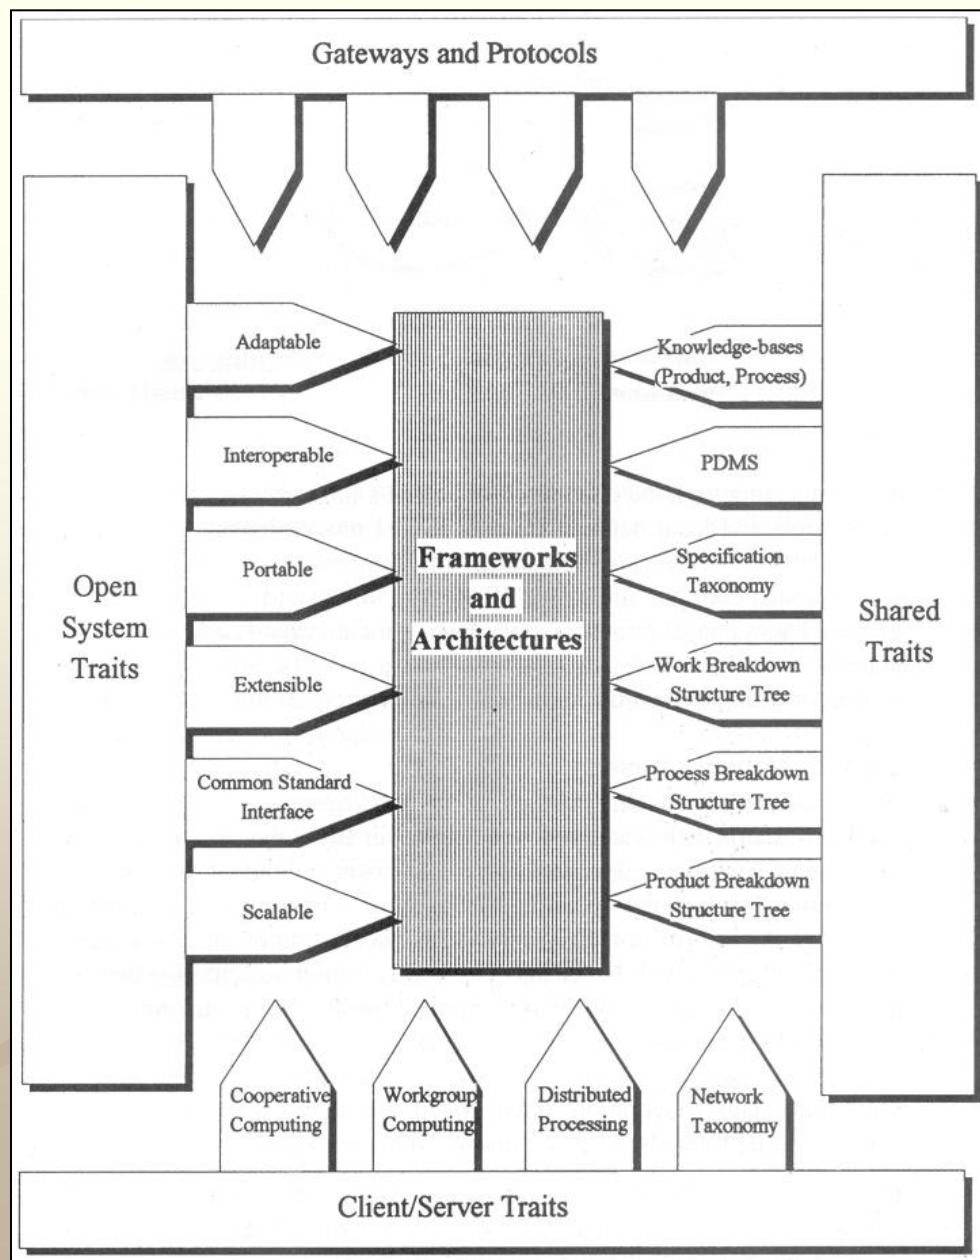 Gateways and Protocols
Open
System
Traits
Adaptable
Interoperable
Portable
Extensible
Common Standard
Interface
Scalable
Frameworks
and
Architectures
Knowledge-bases
(Product, Process)
PDMS
Specification
Taxonomy
Work Breakdown
Structure Tree
Process Breakdown
Structure Tree
Product Breakdown
Structure Tree
Shared
Traits
Cooperative
Computing
Workgroup
Computing
Distributed
Processing
Network
Taxonomy
Client/Server Traits